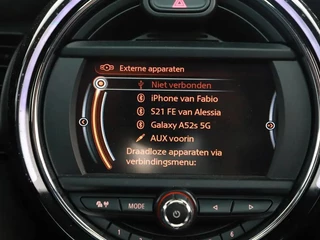 Externe apparaten
Niet verbonden
iPhone van Fabio
S21 FE van Alessia
Galaxy A52s 5G
AUX voorin
Draadloze apparaten via
verbindingsmenu:
MODE